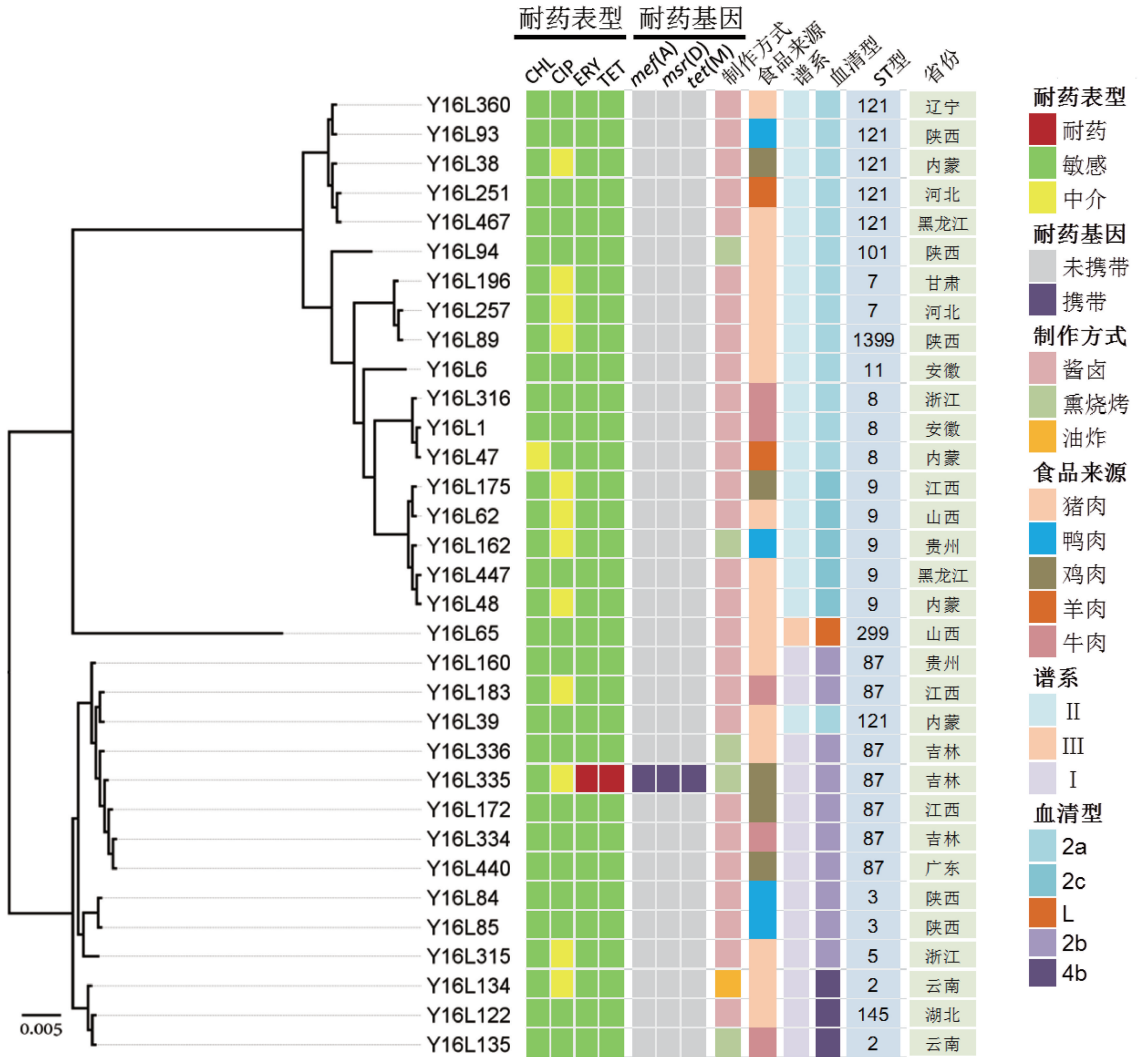 耐药表型 耐药基因
CHL CIP ERY TET mef(A) msr(D) tet(M) 制作方式 食品来源 谱系 血清型 ST型 省份
Y16L360 121 辽宁
Y16L93 121 陕西
Y16L38 121 内蒙
Y16L251 121 河北
Y16L467 121 黑龙江
Y16L94 101 陕西
Y16L196 7 甘肃
Y16L257 7 河北
Y16L89 1399 陕西
Y16L6 11 安徽
Y16L316 8 浙江
Y16L1 8 安徽
Y16L47 8 内蒙
Y16L175 9 江西
Y16L62 9 山西
Y16L162 9 贵州
Y16L447 9 黑龙江
Y16L48 9 内蒙
Y16L65 299 山西
Y16L160 87 贵州
Y16L183 87 江西
Y16L39 121 内蒙
Y16L336 87 吉林
Y16L335 87 吉林
Y16L172 87 江西
Y16L334 87 吉林
Y16L440 87 广东
Y16L84 3 陕西
Y16L85 3 陕西
Y16L315 5 浙江
Y16L134 2 云南
Y16L122 145 湖北
Y16L135 2 云南
0.005
耐药表型
耐药
敏感
中介
耐药基因
未携带
携带
制作方式
酱卤
熏烧烤
油炸
食品来源
猪肉
鸭肉
鸡肉
羊肉
牛肉
谱系
Ⅱ
Ⅲ
Ⅰ
血清型
2a
2c
L
2b
4b